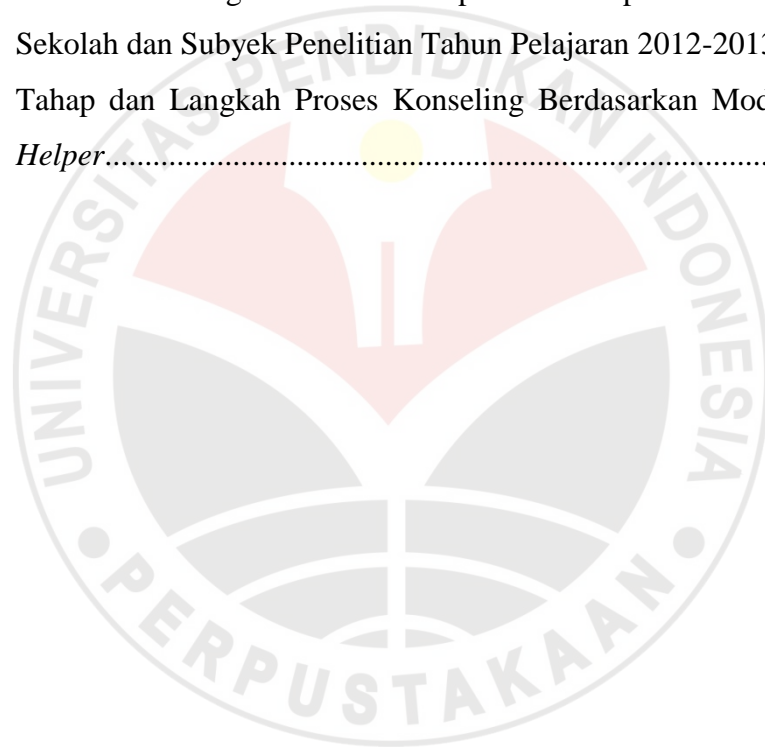 Sekolah dan Subyek Penelitian Tahun Pelajaran 2012-2013
Tahap dan Langkah Proses Konseling Berdasarkan Mod
Helper....................................................................................
UNIVERSITAS PENDIDIKAN INDONESIA
PERPUSTAKAAN